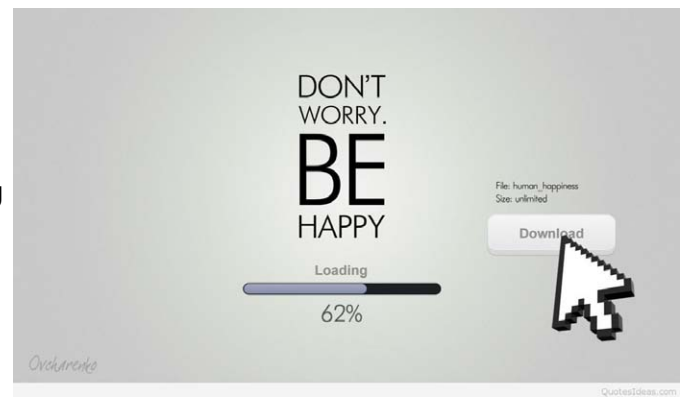 DON'T
WORRY.
BE
HAPPY
File: human_happiness
Size: unlimited
Download
Loading
62%
Ovcharenko
QuotesIdeas.com